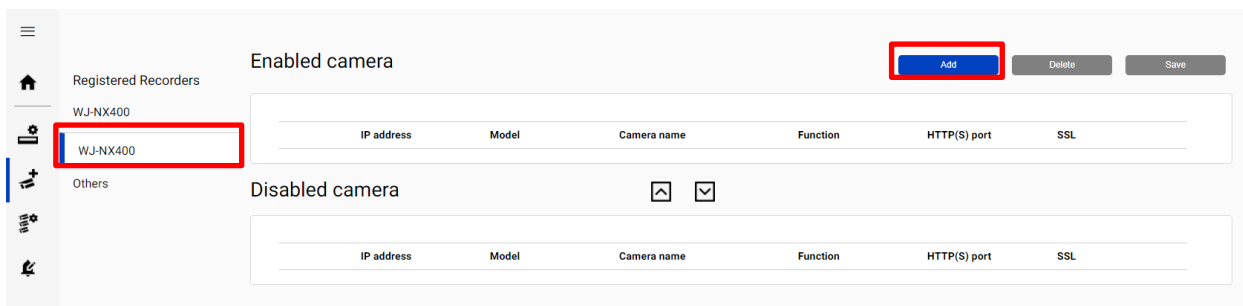 Registered Recorders
WJ-NX400
WJ-NX400
Others
Enabled camera
Add Delete Save
IP address Model Camera name Function HTTP(S) port SSL
Disabled camera
IP address Model Camera name Function HTTP(S) port SSL